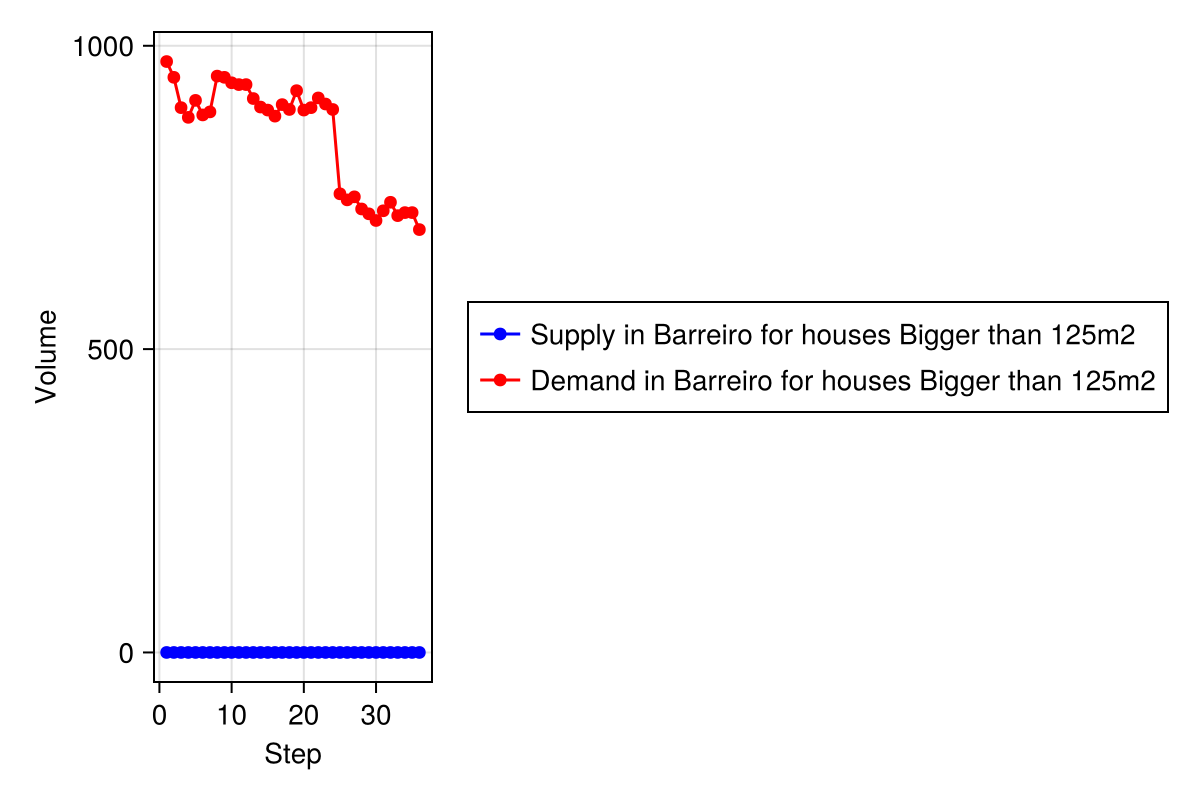 1000
500
0
Volume
0 10 20 30
Step
Supply in Barreiro for houses Bigger than 125m2
Demand in Barreiro for houses Bigger than 125m2